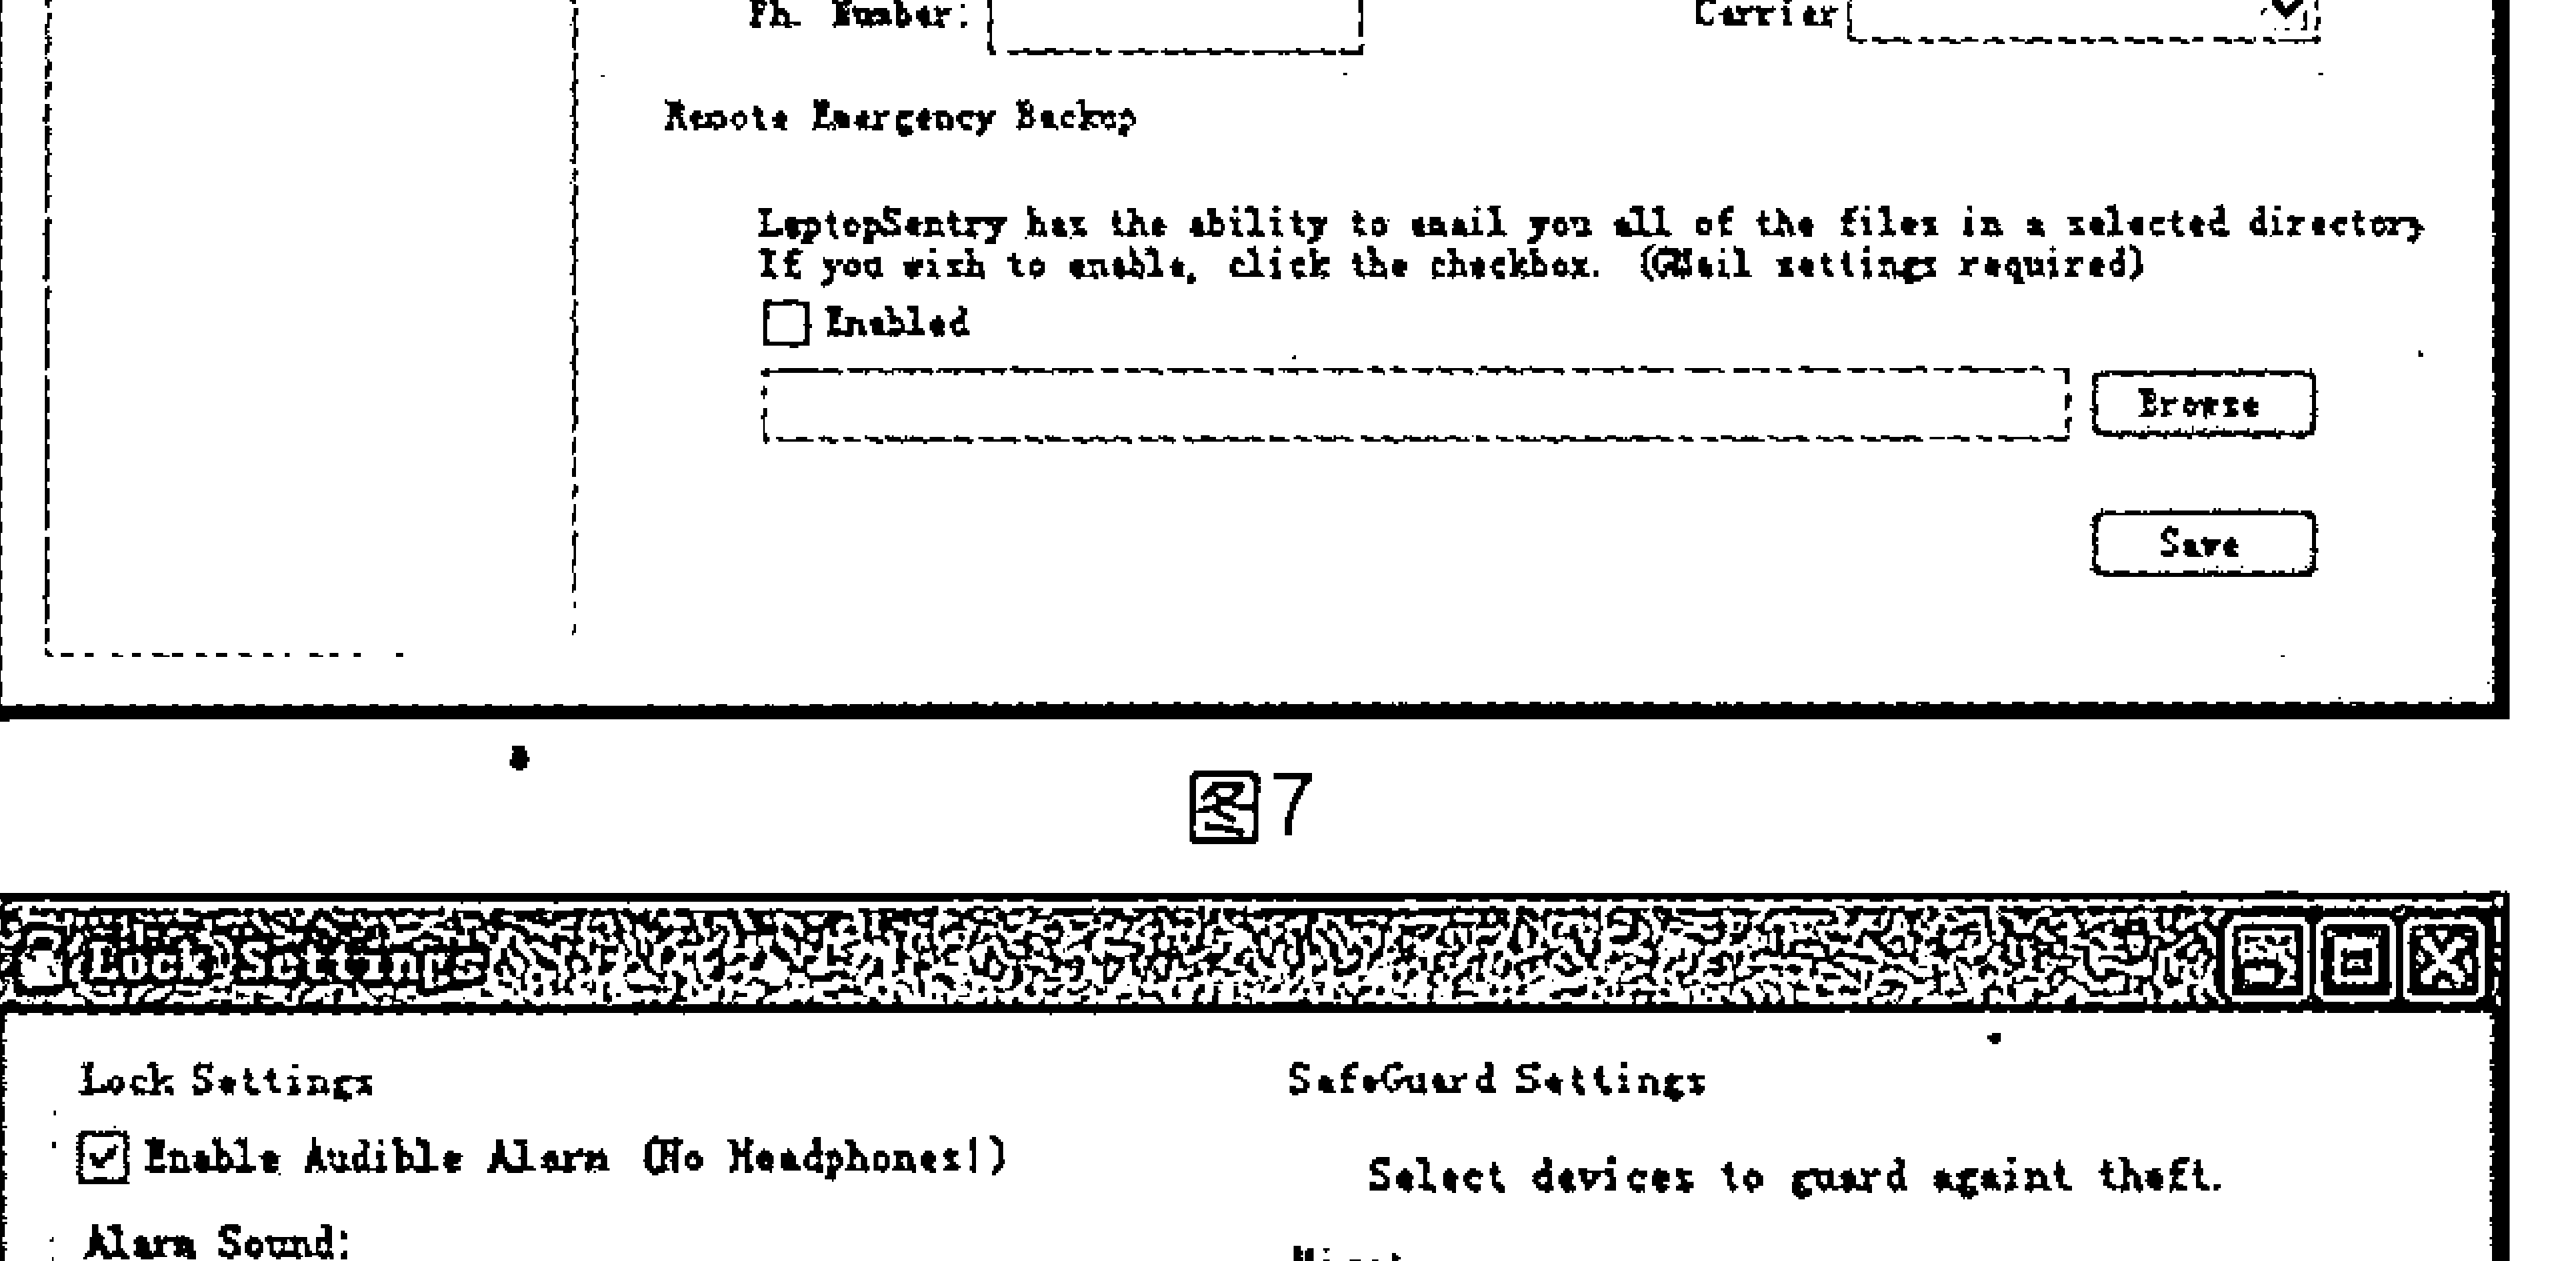 Ph. Number:
Carrier
Remote Emergency Backup
LaptopSentry has the ability to email you all of the files in a selected directory
If you wish to enable, click the checkbox. (GMail settings required)
Enabled
Browse
Save
图7
Lock Settings
Lock Settings
SafeGuard Settings
Enable Audible Alarm (No Headphones!)
Select devices to guard againt theft.
Alarm Sound: